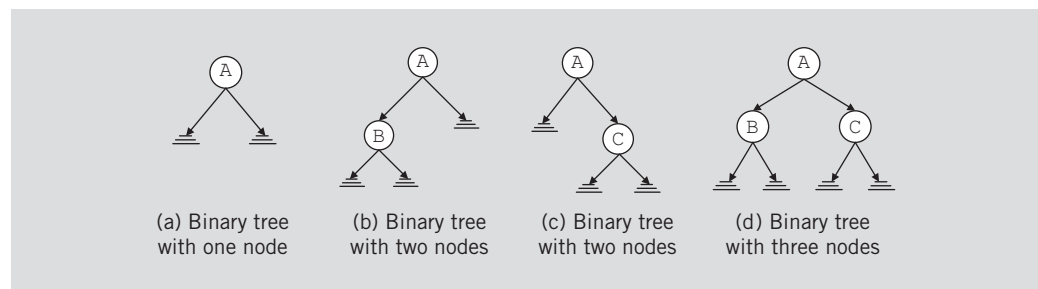 A
A
A
A
B
C
B
C
(a) Binary tree
with one node
(b) Binary tree
with two nodes
(c) Binary tree
with two nodes
(d) Binary tree
with three nodes